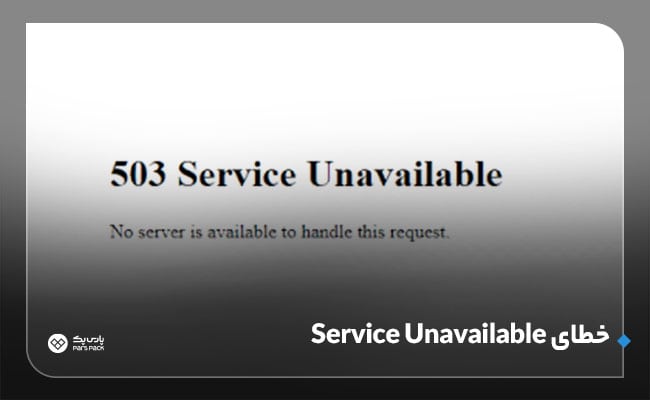 503 Service Unavailable
No server is available to handle this request.
خطای Service Unavailable
پارس پک
PARS PACK